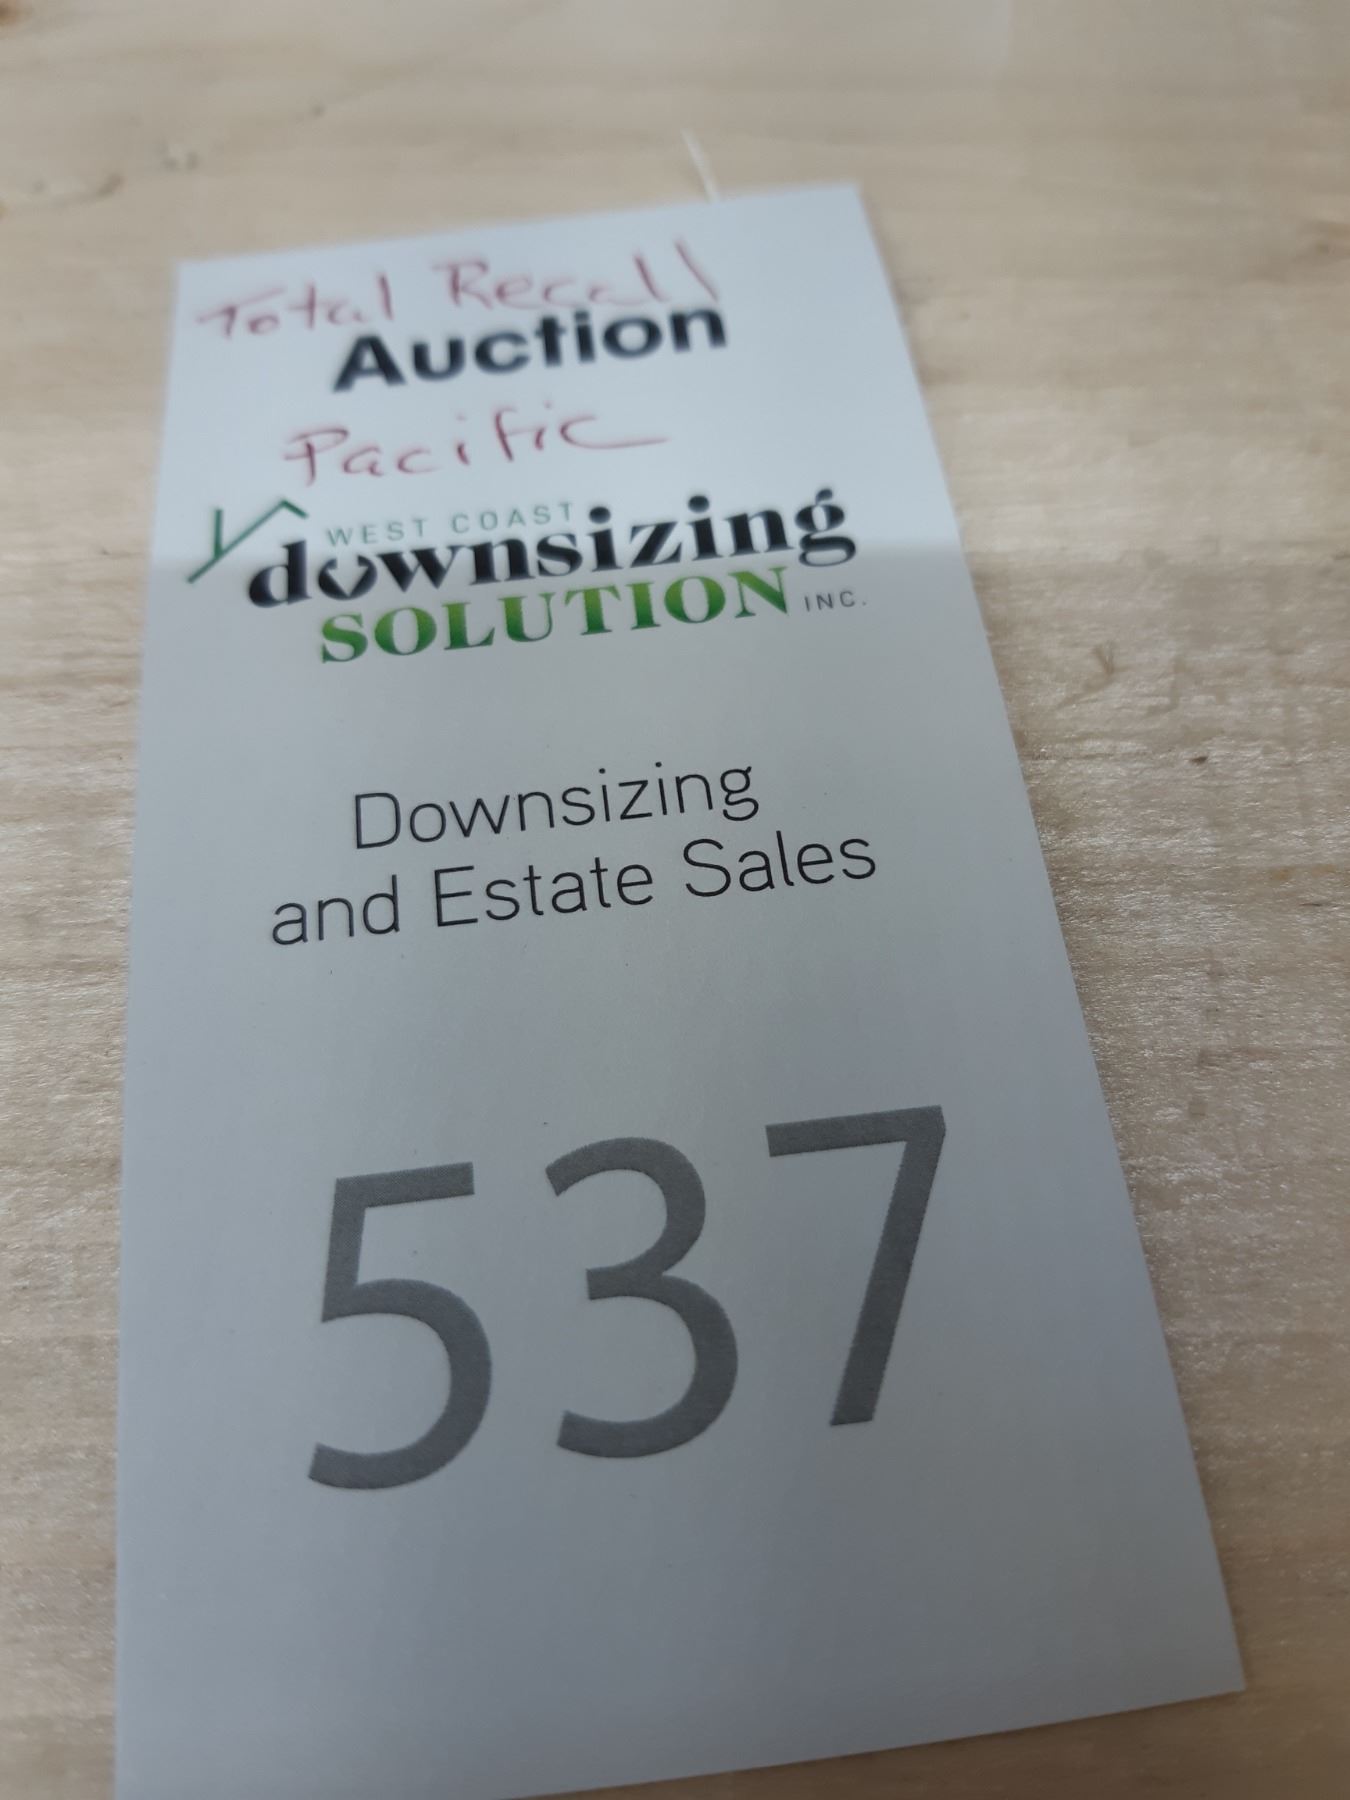 Total Recall
Auction
Pacific
WEST COAST
downsizing
SOLUTION INC.
Downsizing
and Estate Sales
537